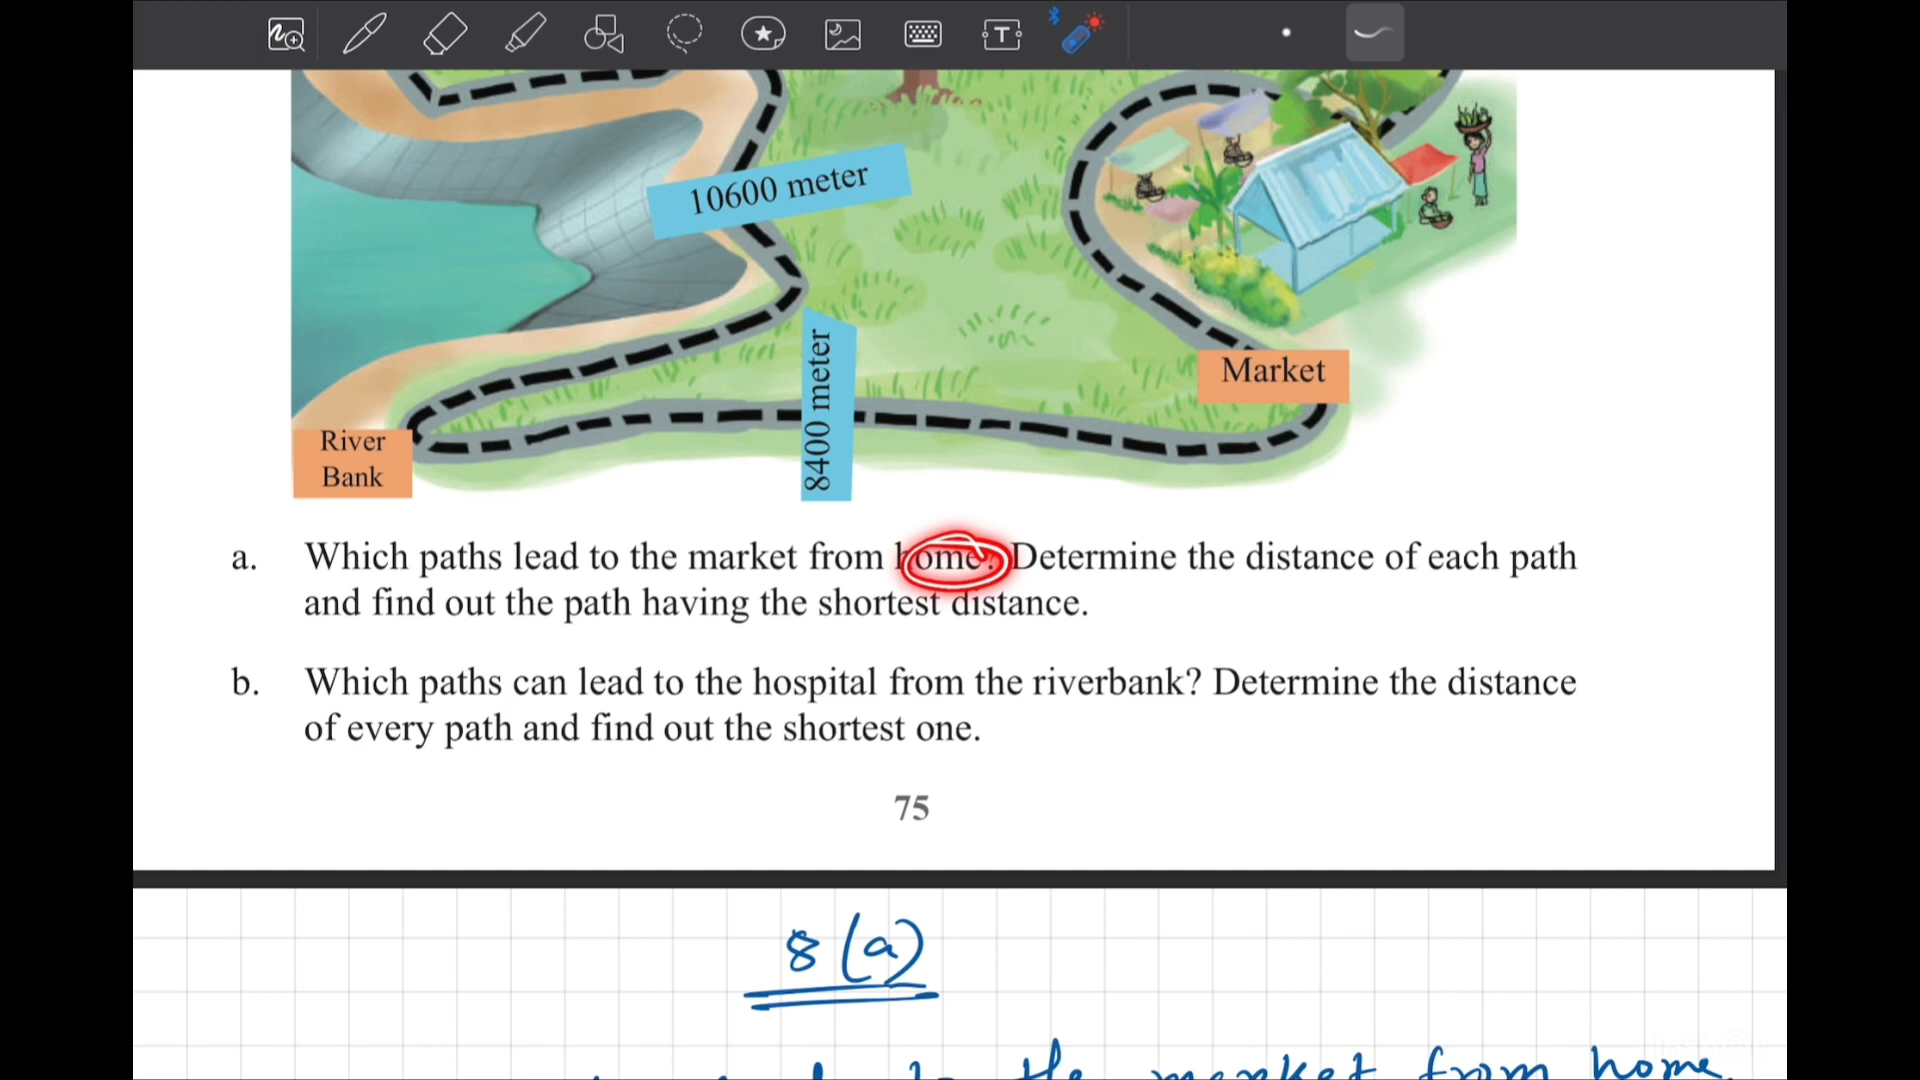 10600 meter
Market
8400 meter
River
Bank
a. Which paths lead to the market from home? Determine the distance of each path
and find out the path having the shortest distance.
b. Which paths can lead to the hospital from the riverbank? Determine the distance
of every path and find out the shortest one.
75
8 (a)
the market from home